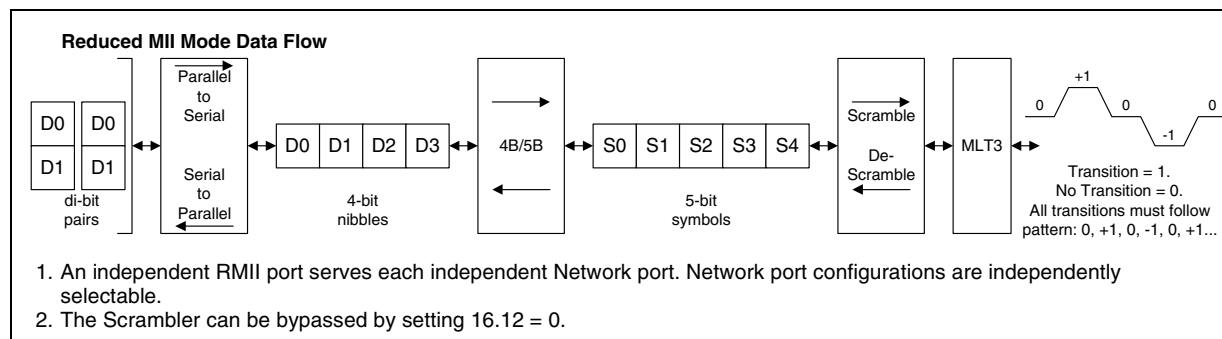 Reduced MII Mode Data Flow
D0 D0
D1 D1
di-bit
pairs
Parallel
to
Serial
Serial
to
Parallel
D0 D1 D2 D3
4-bit
nibbles
4B/5B
S0 S1 S2 S3 S4
5-bit
symbols
Scramble
De-
Scramble
MLT3
0 +1 0 -1 0
Transition = 1.
No Transition = 0.
All transitions must follow
pattern: 0, +1, 0, -1, 0, +1...
1. An independent RMII port serves each independent Network port. Network port configurations are independently
selectable.
2. The Scrambler can be bypassed by setting 16.12 = 0.